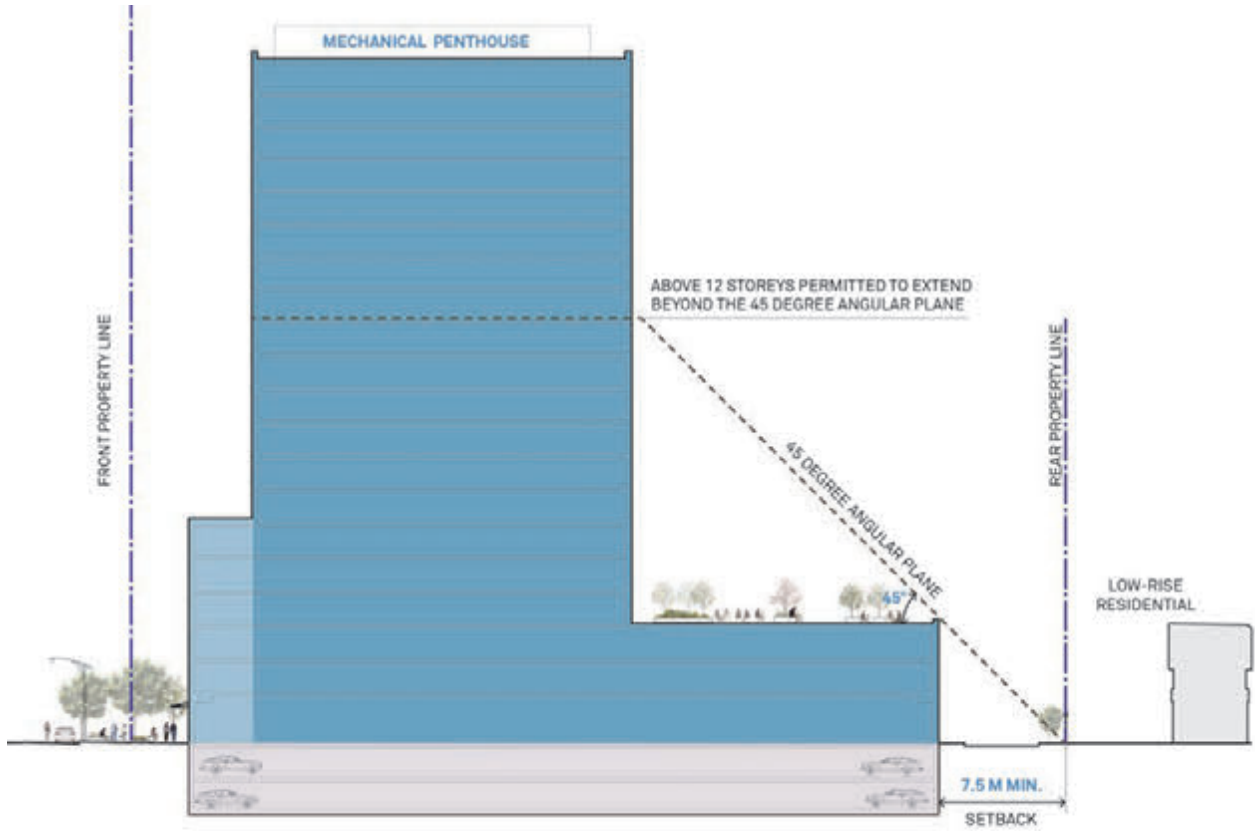 MECHANICAL PENTHOUSE
ABOVE 12 STOREYS PERMITTED TO EXTEND
BEYOND THE 45 DEGREE ANGULAR PLANE
FRONT PROPERTY LINE
REAR PROPERTY LINE
45 DEGREE ANGULAR PLANE
45°
LOW-RISE
RESIDENTIAL
7.5 M MIN.
SETBACK